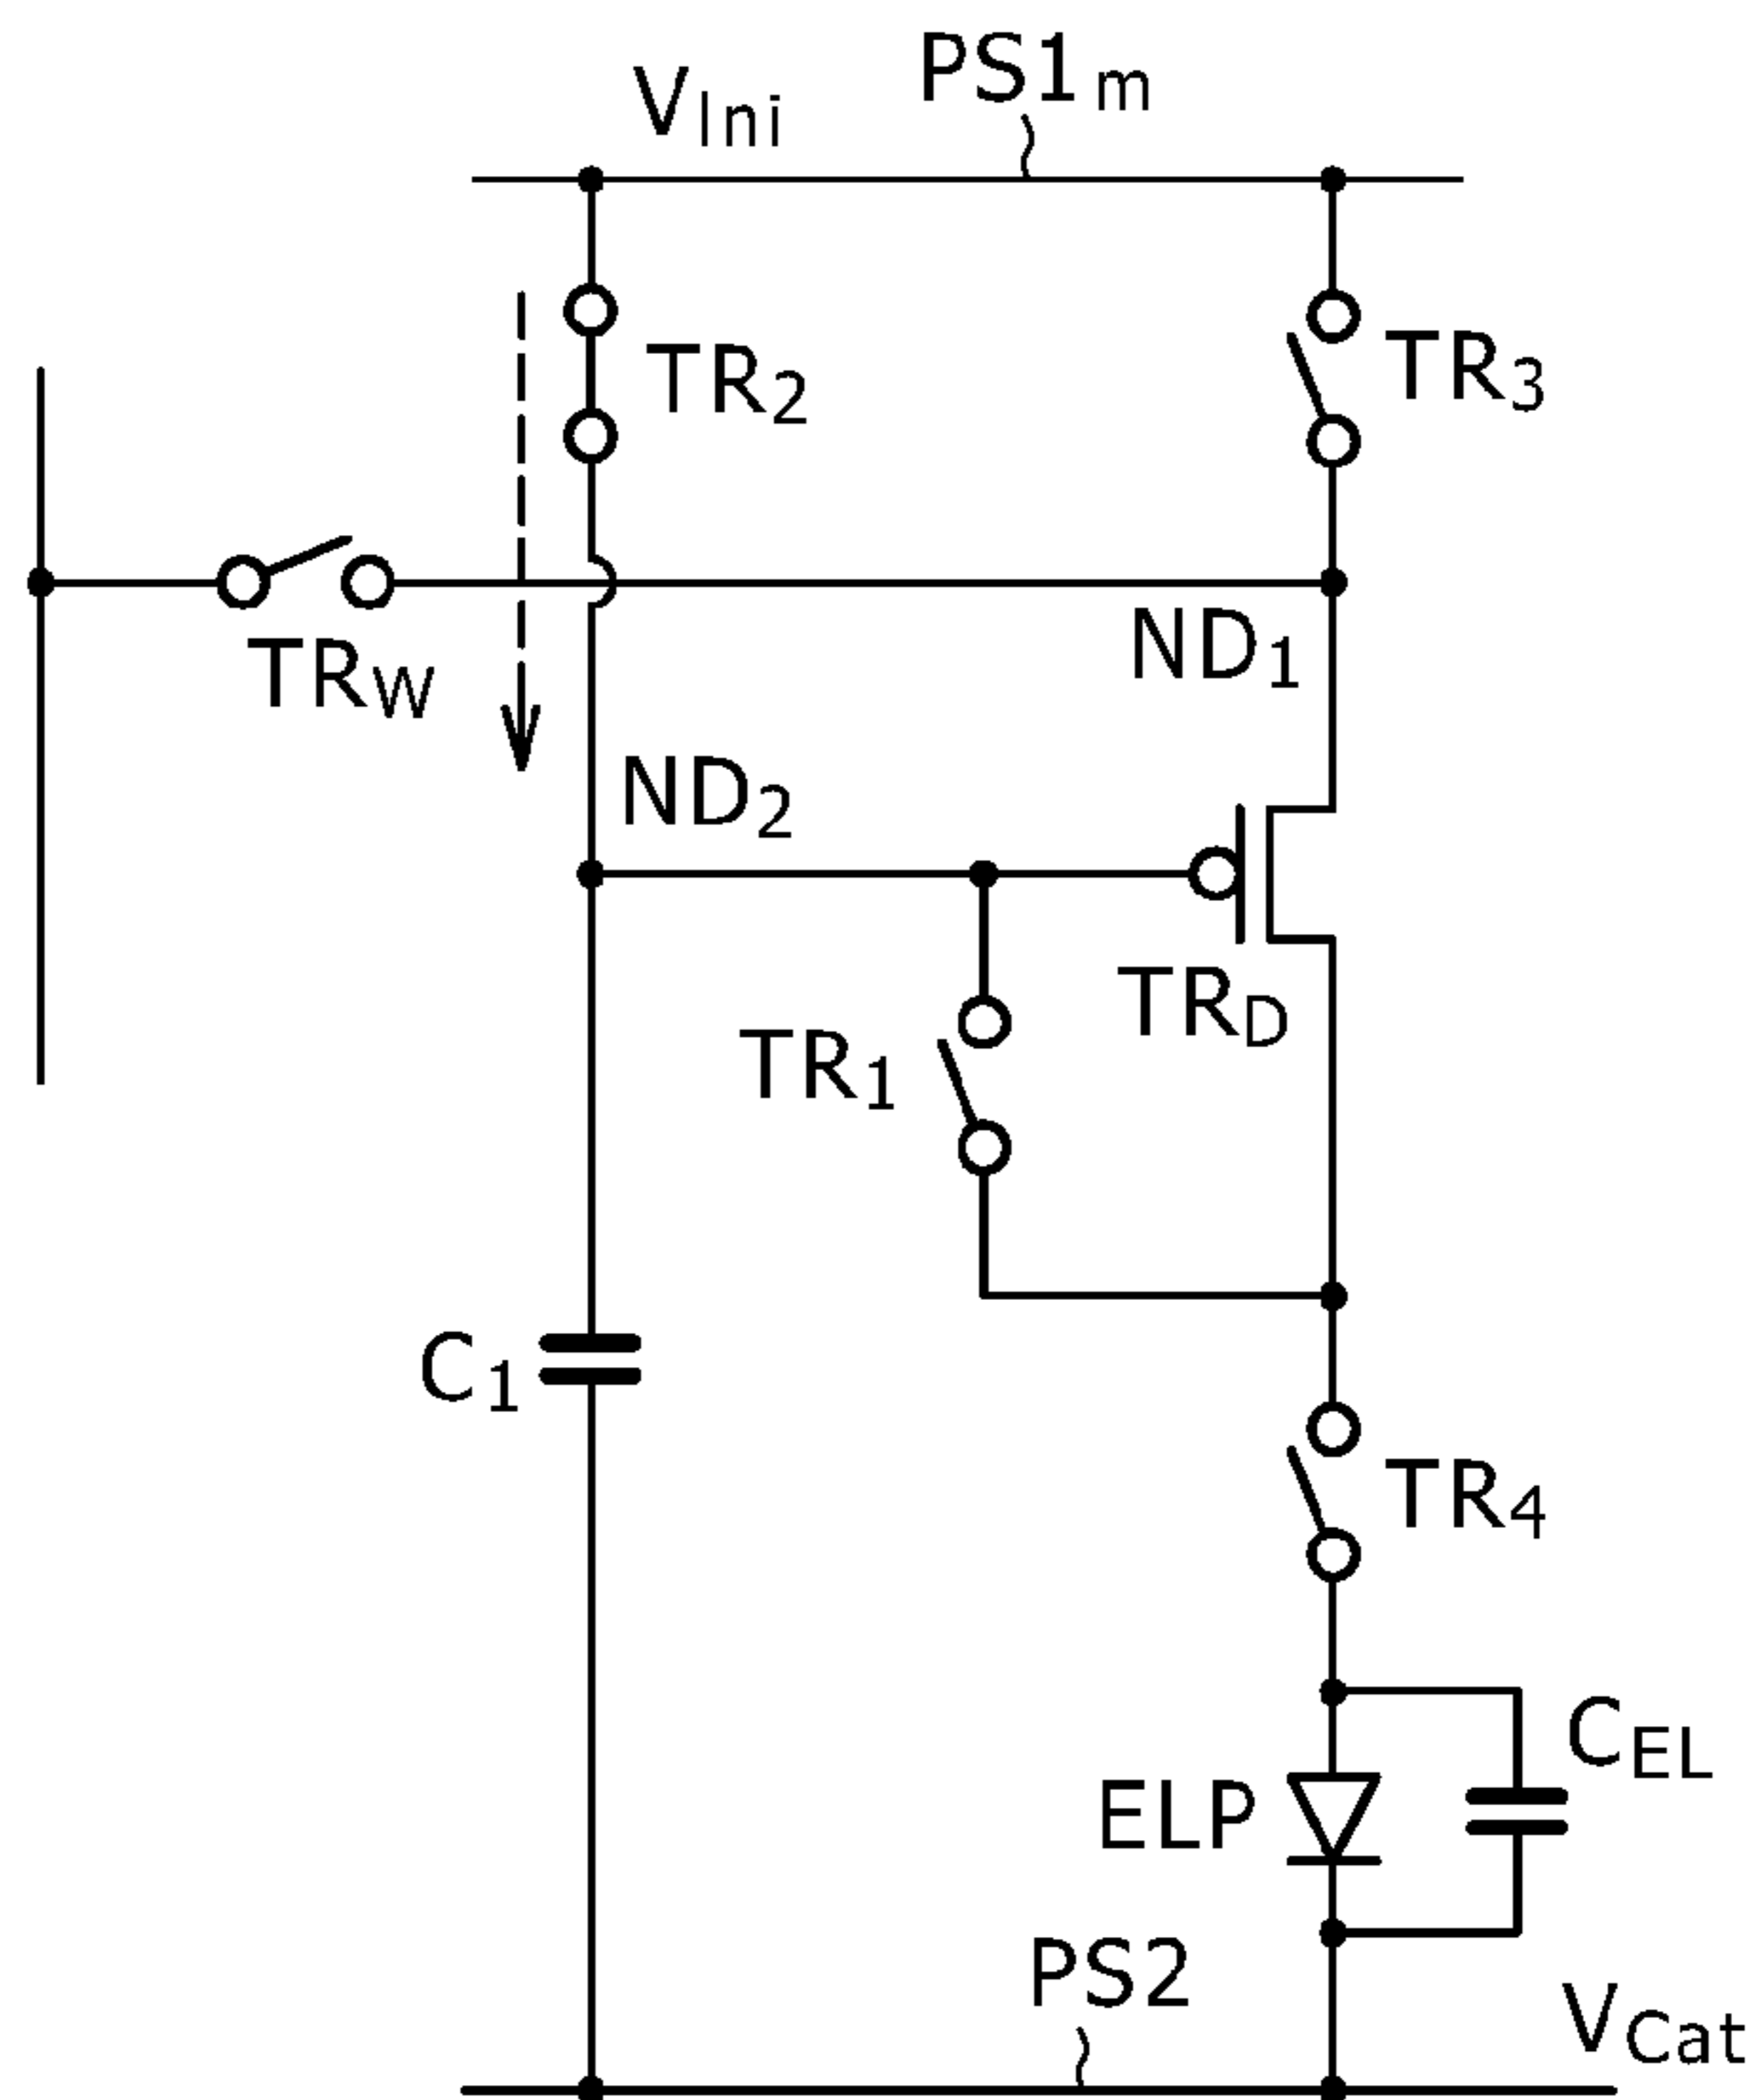 PS1m
VIni
TR2
TR3
TRW
ND1
ND2
TRD
TR1
C1
TR4
CEL
ELP
PS2
VCat